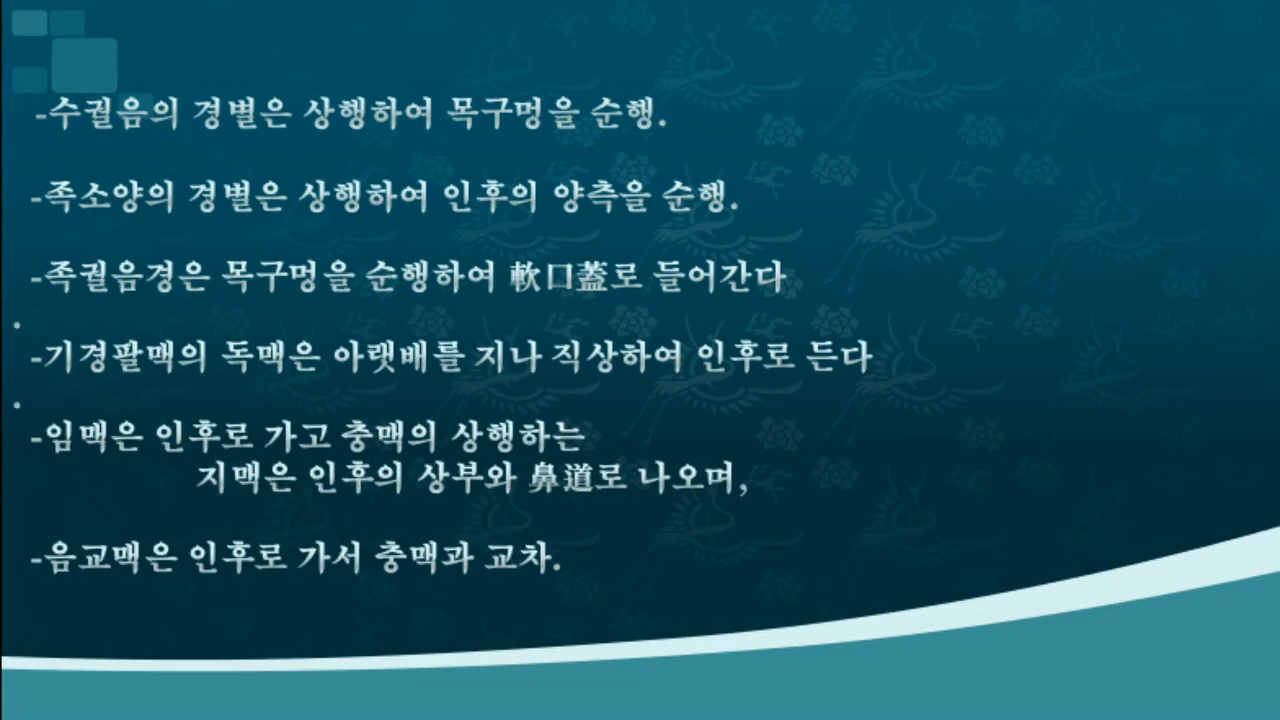 -수궐음의 경별은 상행하여 목구멍을 순행.
-족소양의 경별은 상행하여 인후의 양측을 순행.
-족궐음경은 목구멍을 순행하여 軟口蓋로 들어간다
-기경팔맥의 독맥은 아랫배를 지나 직상하여 인후로 든다
-임맥은 인후로 가고 충맥의 상행하는
지맥은 인후의 상부와 鼻道로 나오며,
-음교맥은 인후로 가서 충맥과 교차.